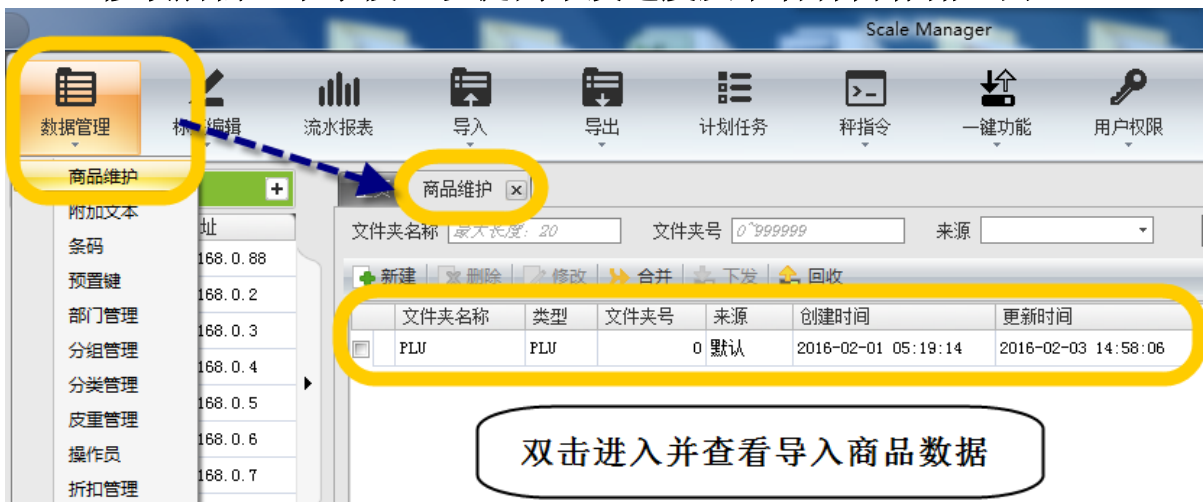 Scale Manager
数据管理 标 编辑 流水报表 导入 导出 计划任务 秤指令 一键功能 用户权限
商品维护
附加文本
条码
预置键
部门管理
分组管理
分类管理
皮重管理
操作员
折扣管理
址
168.0.88
168.0.2
168.0.3
168.0.4
168.0.5
168.0.6
168.0.7
商品维护
文件夹名称 最大长度: 20 文件夹号 0~999999 来源
新建 删除 修改 合并 下发 回收
文件夹名称 类型 文件夹号 来源 创建时间 更新时间
PLU PLU 0 默认 2016-02-01 05:19:14 2016-02-03 14:58:06
双击进入并查看导入商品数据